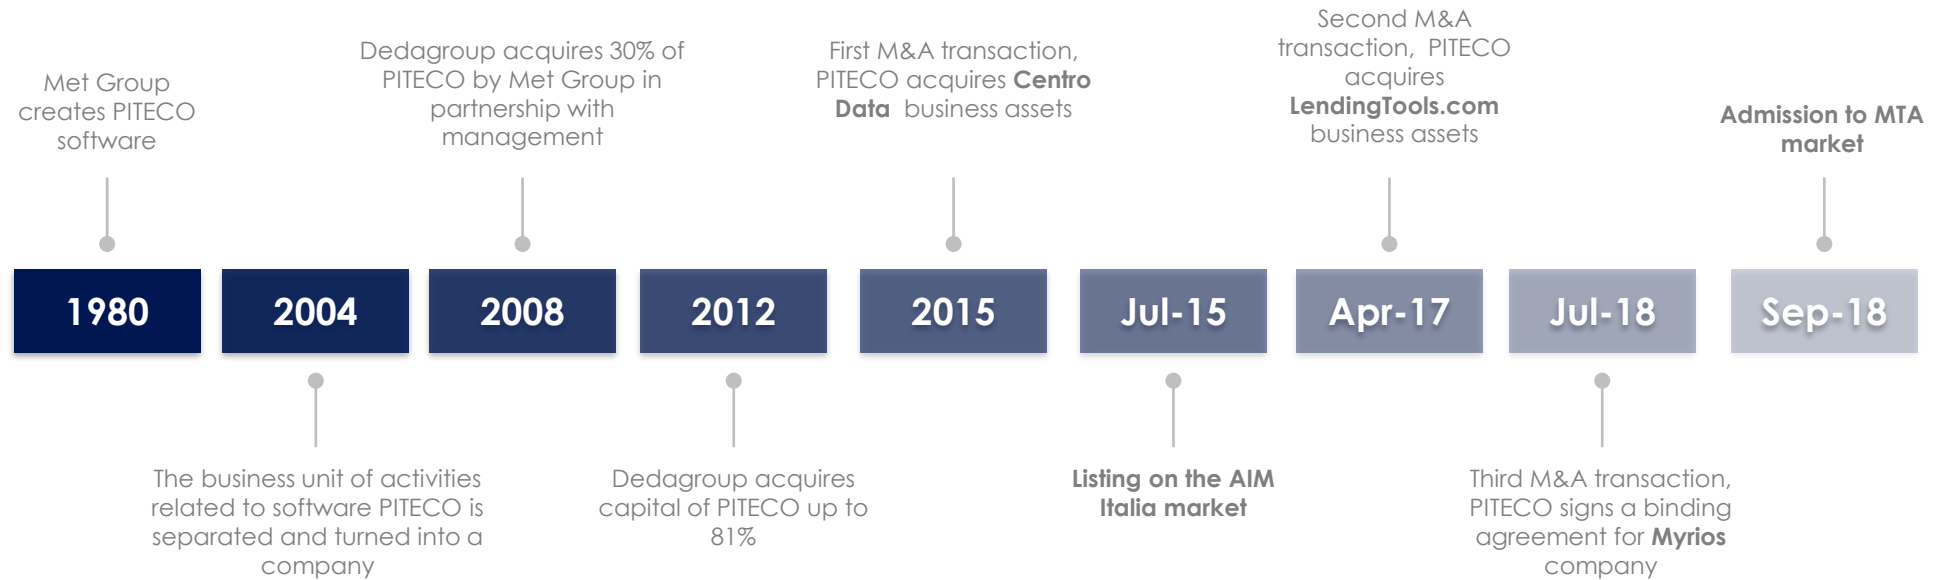 Met Group
creates PITECO
software
Dedagroup acquires 30% of
PITECO by Met Group in
partnership with
management
First M&A transaction,
PITECO acquires Centro
Data business assets
Second M&A
transaction, PITECO
acquires
LendingTools.com
business assets
Admission to MTA
market
1980
2004
2008
2012
2015
Jul-15
Apr-17
Jul-18
Sep-18
The business unit of activities
related to software PITECO is
separated and turned into a
company
Dedagroup acquires
capital of PITECO up to
81%
Listing on the AIM
Italia market
Third M&A transaction,
PITECO signs a binding
agreement for Myrios
company